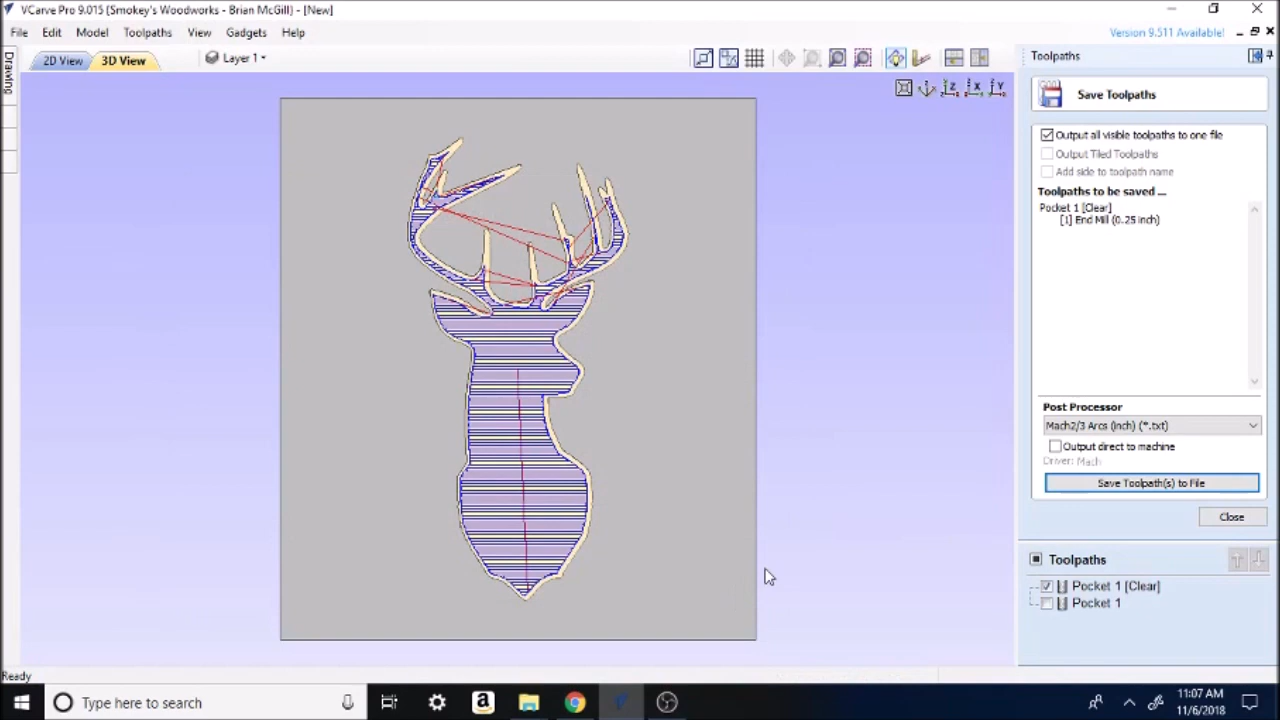 VCarve Pro 9.015 {Smokey's Woodworks - Brian McGill} - [New]
File Edit Model Toolpaths View Gadgets Help
Version 9.511 Available!
Drawing
2D View 3D View Layer 1
Z X Y
Toolpaths
Save Toolpaths
Output all visible toolpaths to one file
Output Tiled Toolpaths
Add side to toolpath name
Toolpaths to be saved ...
Pocket 1 [Clear]
[1] End Mill (0.25 inch)
Post Processor
Mach2/3 Arcs (inch) (*.txt)
Output direct to machine
Driver: Mach
Save Toolpath(s) to File
Close
Toolpaths
Pocket 1 [Clear]
Pocket 1
Ready
Type here to search
11:07 AM
11/6/2018